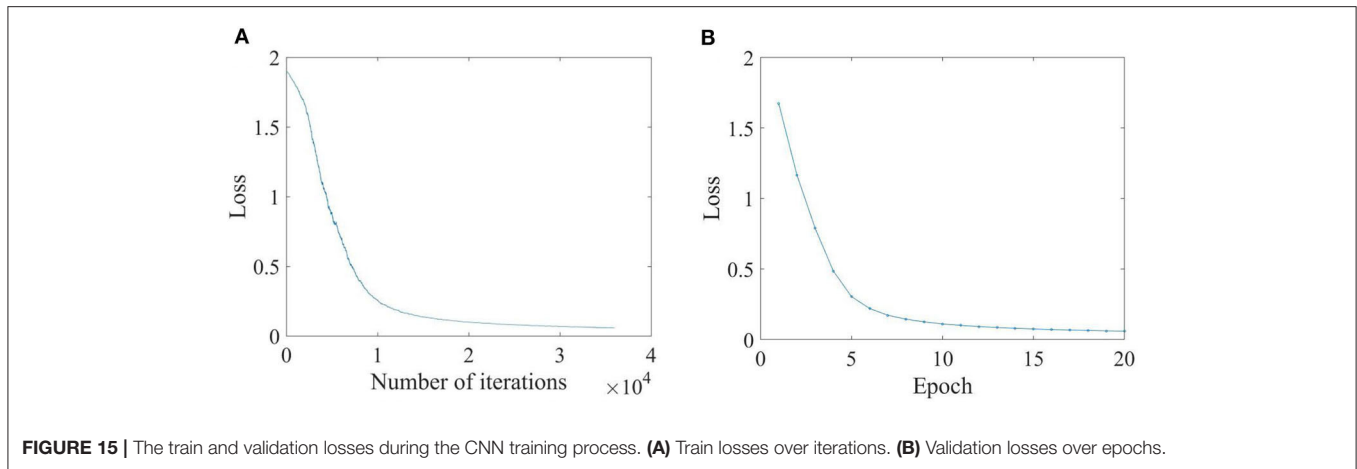 A
2
1.5
1
0.5
0
Loss
0 1 2 3 4
Number of iterations ×10^4
B
2
1.5
1
0.5
0
Loss
0 5 10 15 20
Epoch
FIGURE 15 | The train and validation losses during the CNN training process. (A) Train losses over iterations. (B) Validation losses over epochs.